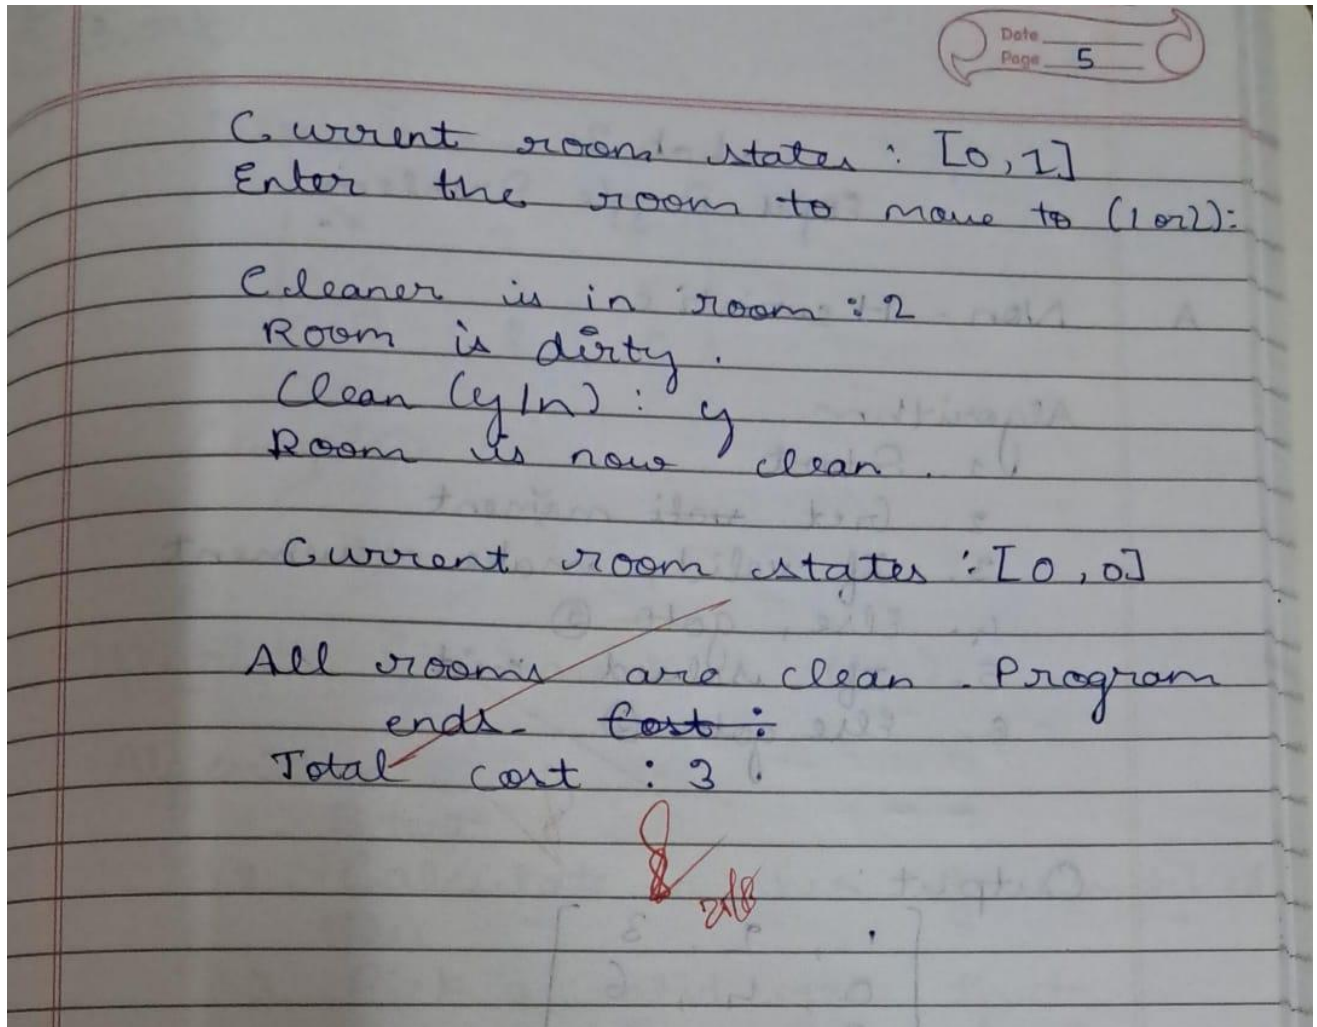 Date
Page 5
Current room states : [0, 1]
Enter the room to move to (1 or 2):
Cleaner is in room : 2
Room is dirty.
Clean (y/n) : y
Room is now clean.
Current room states : [0, 0]
All rooms are clean. Program
ends. Cost :
Total cost : 3.